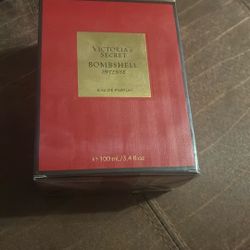 VICTORIA'S
SECRET
BOMBSHELL
INTENSE
EAU DE PARFUM
e 100 mL/3.4 fl oz